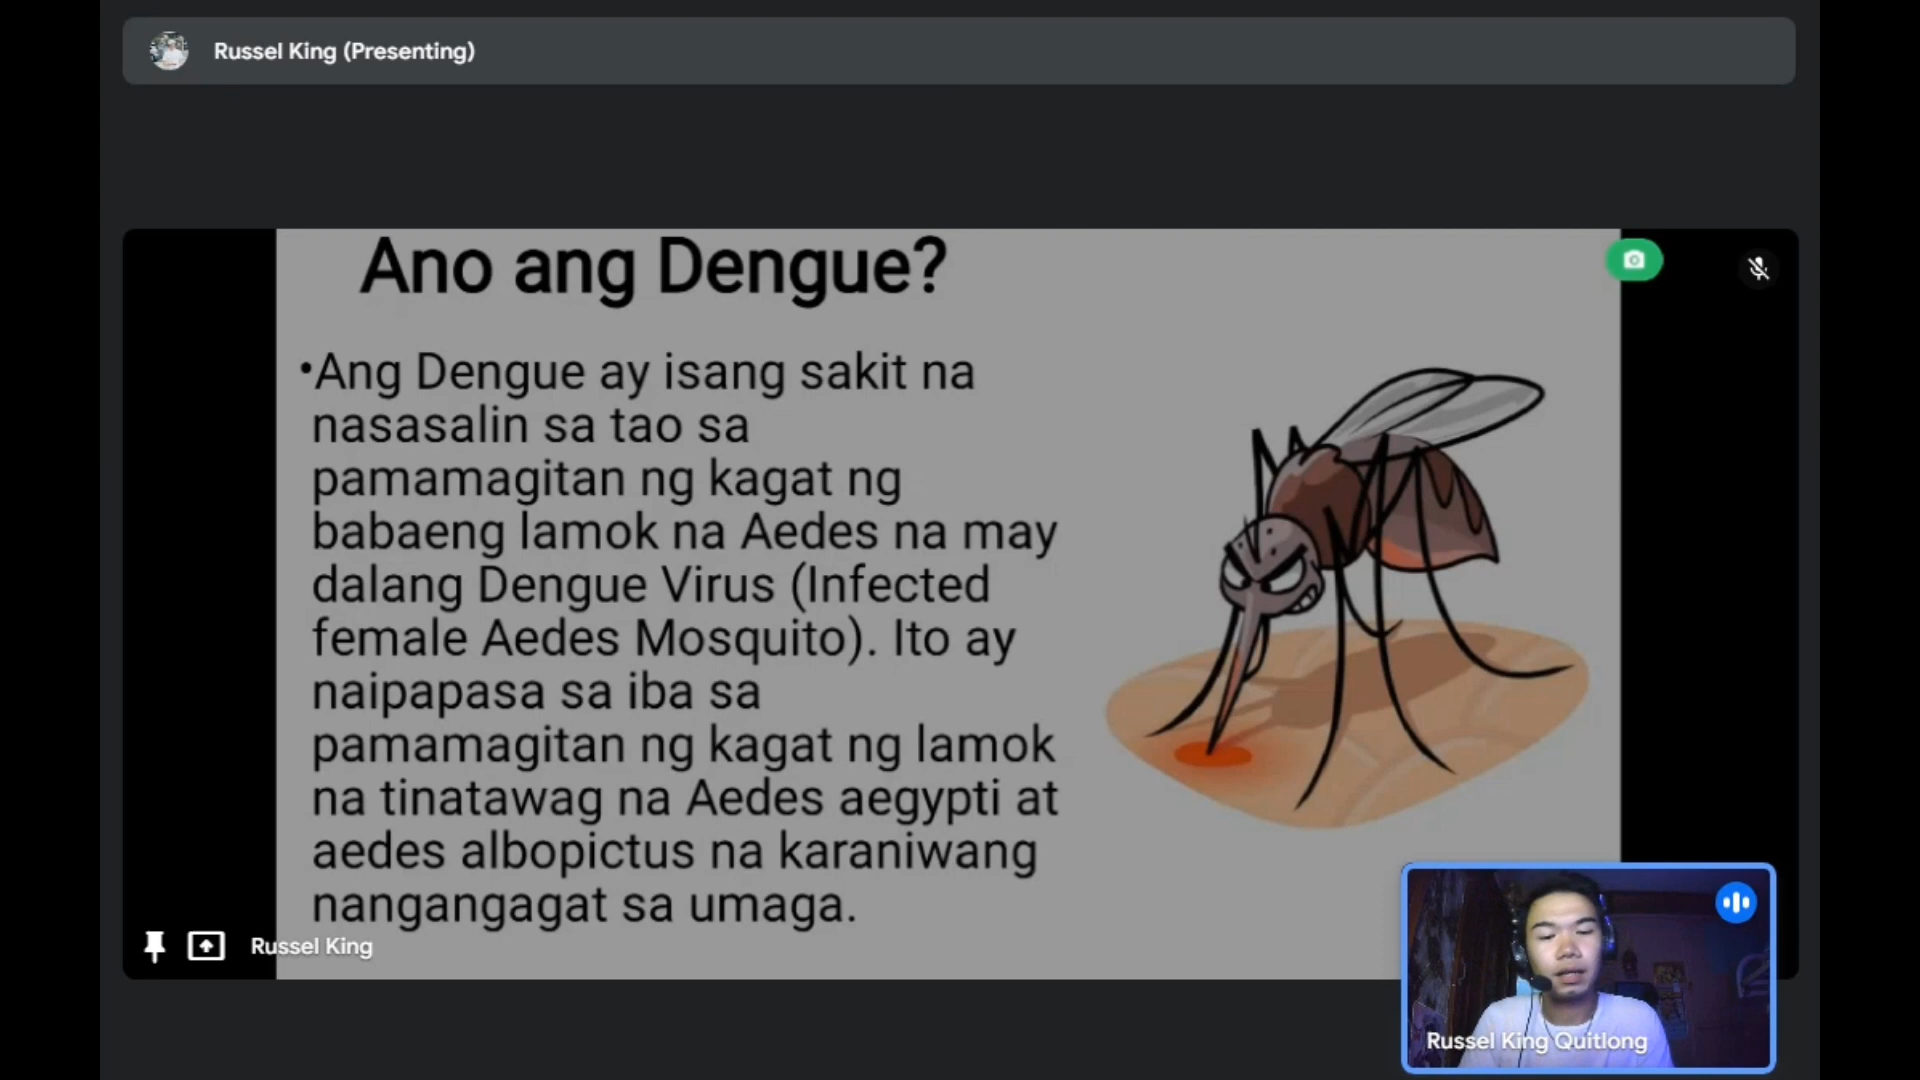 Russel King (Presenting)
Ano ang Dengue?
•Ang Dengue ay isang sakit na
nasasalin sa tao sa
pamamagitan ng kagat ng
babaeng lamok na Aedes na may
dalang Dengue Virus (Infected
female Aedes Mosquito). Ito ay
naipapasa sa iba sa
pamamagitan ng kagat ng lamok
na tinatawag na Aedes aegypti at
aedes albopictus na karaniwang
nangangagat sa umaga.
Russel King
Russel King Quitlong